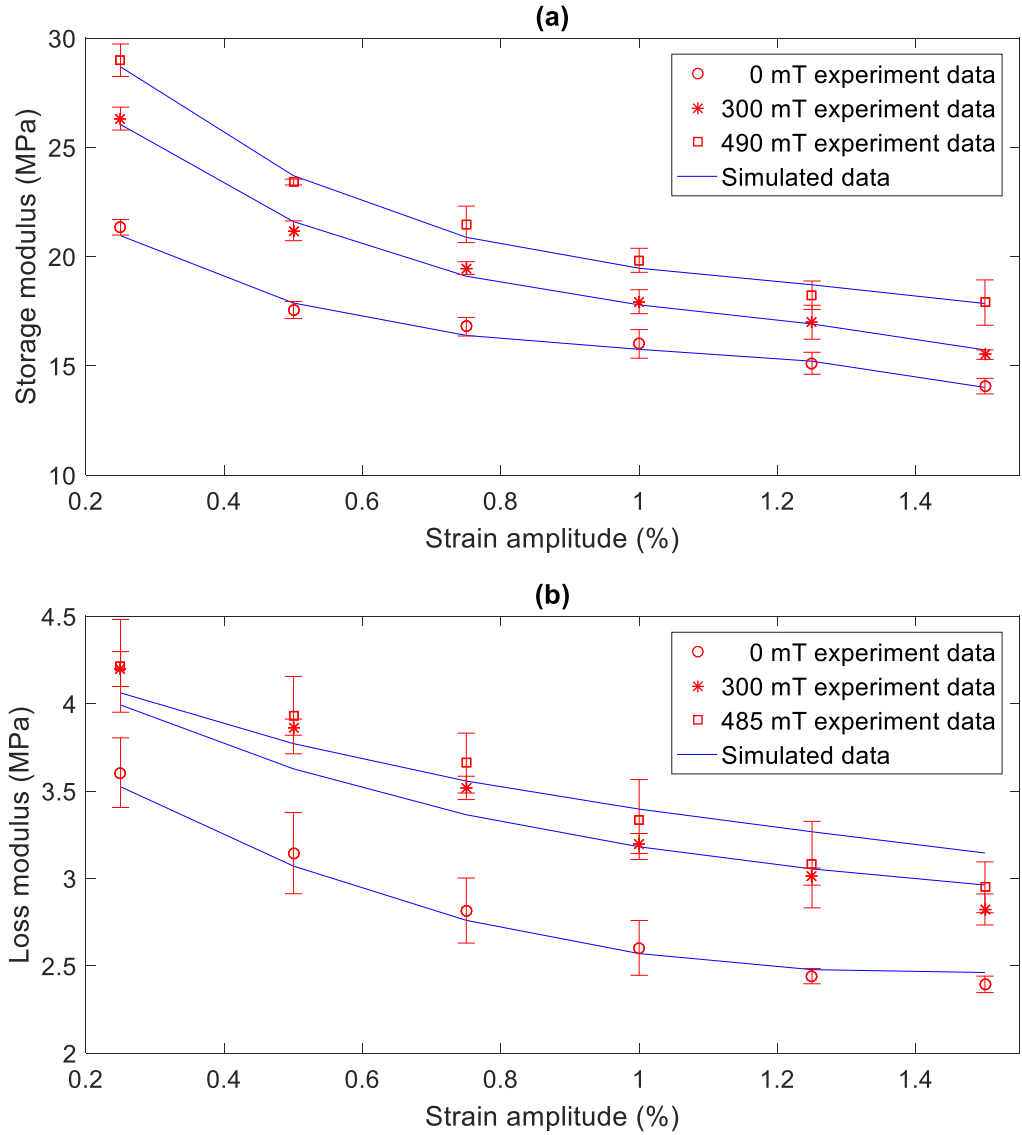 (a)
30
25
20
15
10
Storage modulus (MPa)
0 mT experiment data
300 mT experiment data
490 mT experiment data
Simulated data
0.2 0.4 0.6 0.8 1 1.2 1.4
Strain amplitude (%)
(b)
4.5
4
3.5
3
2.5
2
Loss modulus (MPa)
0 mT experiment data
300 mT experiment data
485 mT experiment data
Simulated data
0.2 0.4 0.6 0.8 1 1.2 1.4
Strain amplitude (%)